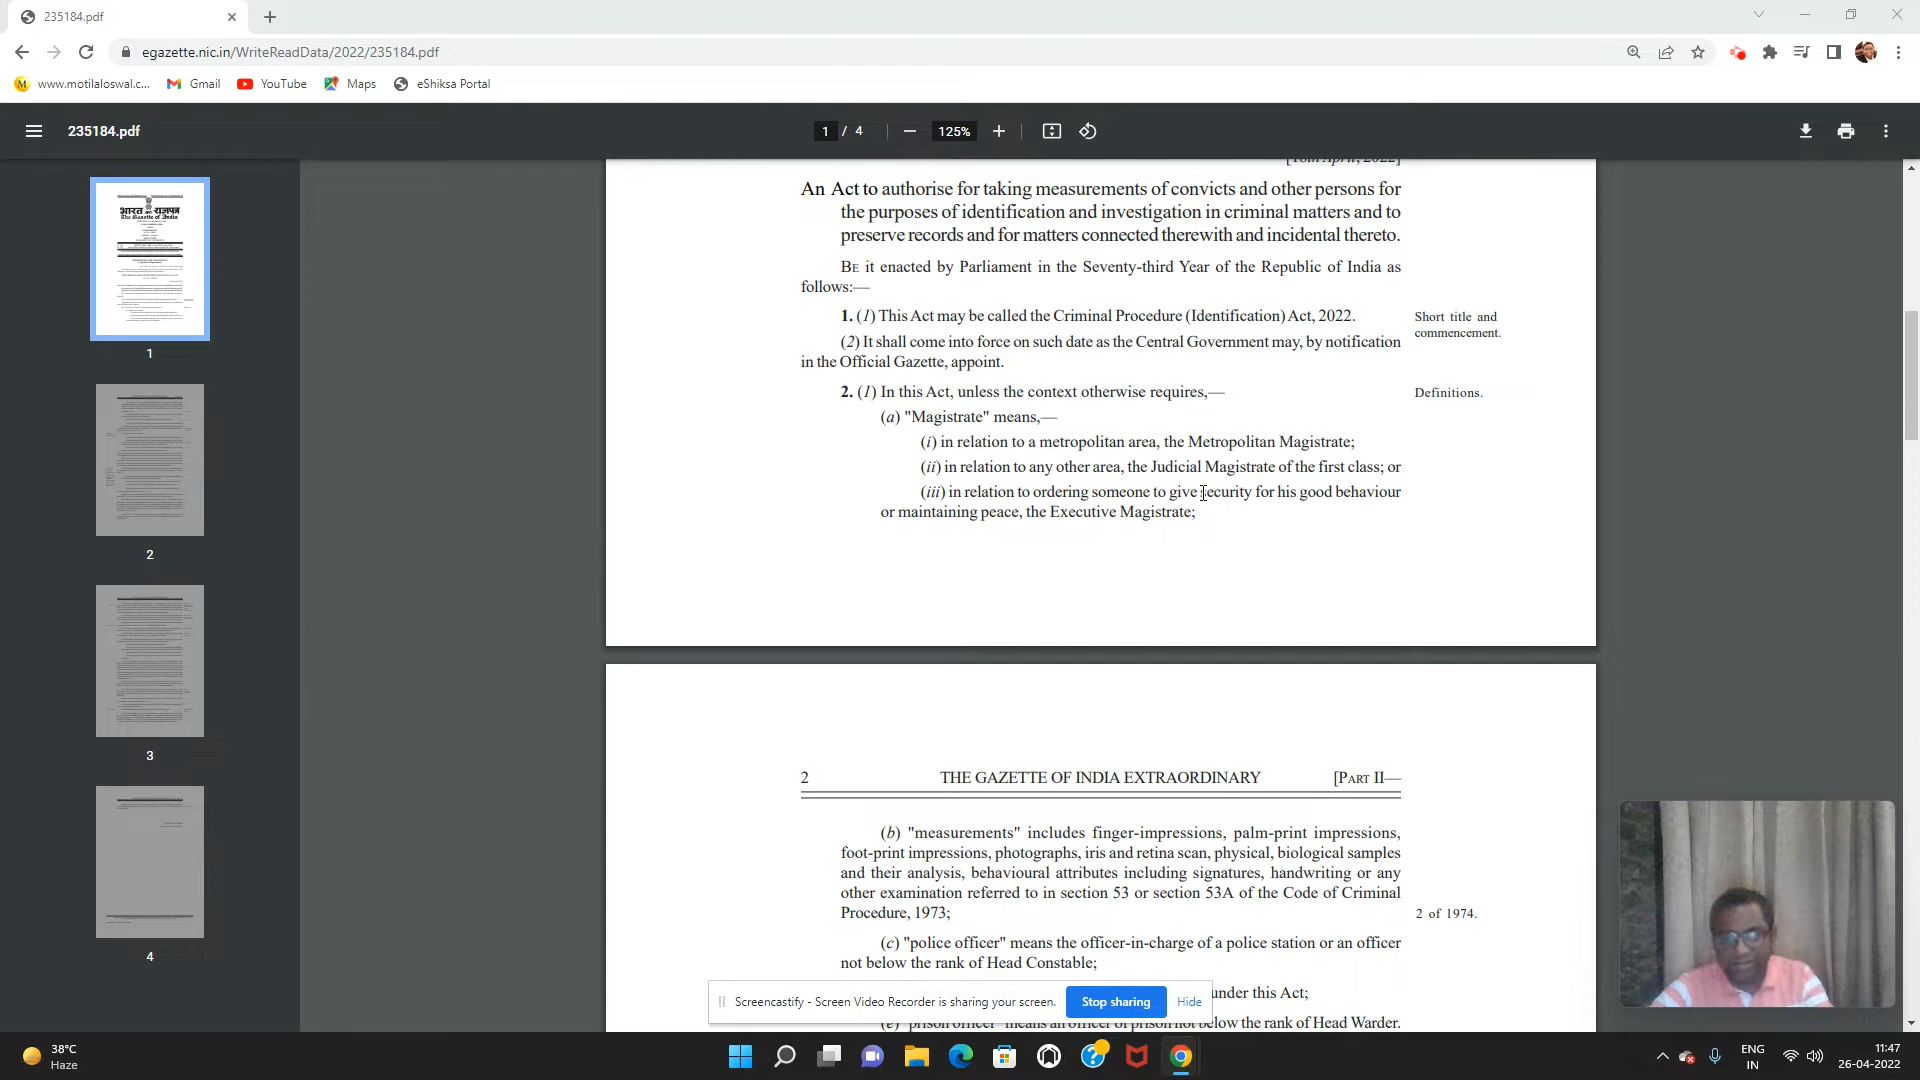 235184.pdf
egazette.nic.in/WriteReadData/2022/235184.pdf
www.motilaloswal.c... Gmail YouTube Maps eShiksa Portal
235184.pdf 1 / 4 125%
An Act to authorise for taking measurements of convicts and other persons for
the purposes of identification and investigation in criminal matters and to
preserve records and for matters connected therewith and incidental thereto.
BE it enacted by Parliament in the Seventy-third Year of the Republic of India as
follows:—
1. (1) This Act may be called the Criminal Procedure (Identification) Act, 2022.
Short title and
commencement.
(2) It shall come into force on such date as the Central Government may, by notification
in the Official Gazette, appoint.
2. (1) In this Act, unless the context otherwise requires,—
Definitions.
(a) "Magistrate" means,—
(i) in relation to a metropolitan area, the Metropolitan Magistrate;
(ii) in relation to any other area, the Judicial Magistrate of the first class; or
(iii) in relation to ordering someone to give security for his good behaviour
or maintaining peace, the Executive Magistrate;
2 THE GAZETTE OF INDIA EXTRAORDINARY [PART II—
(b) "measurements" includes finger-impressions, palm-print impressions,
foot-print impressions, photographs, iris and retina scan, physical, biological samples
and their analysis, behavioural attributes including signatures, handwriting or any
other examination referred to in section 53 or section 53A of the Code of Criminal
Procedure, 1973;
2 of 1974.
(c) "police officer" means the officer-in-charge of a police station or an officer
not below the rank of Head Constable;
under this Act;
(e) "prison officer" means an officer of prison not below the rank of Head Warder.
भारत का राजपत्र
The Gazette of India
1
2
3
4
Screencastify - Screen Video Recorder is sharing your screen. Stop sharing Hide
38°C
Haze
ENG
IN
11:47
26-04-2022